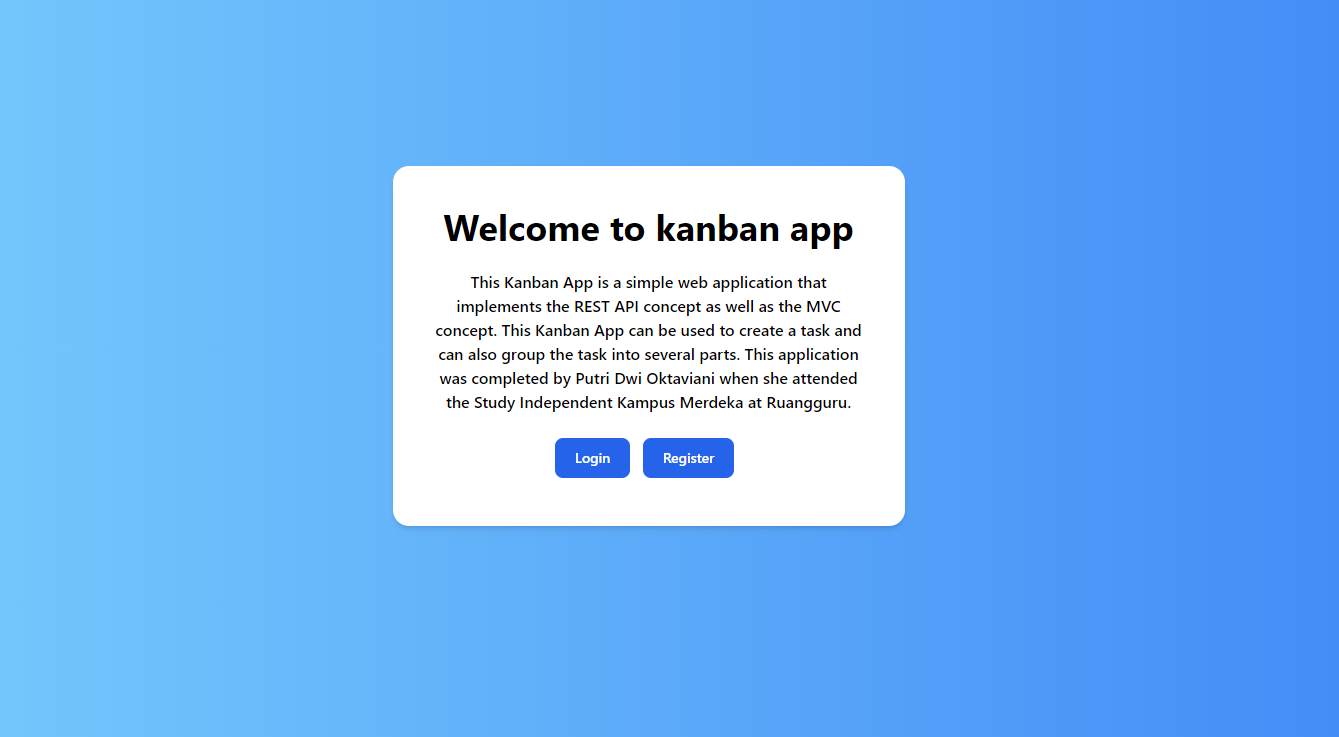 Welcome to kanban app
This Kanban App is a simple web application that
implements the REST API concept as well as the MVC
concept. This Kanban App can be used to create a task and
can also group the task into several parts. This application
was completed by Putri Dwi Oktaviani when she attended
the Study Independent Kampus Merdeka at Ruangguru.
Login
Register